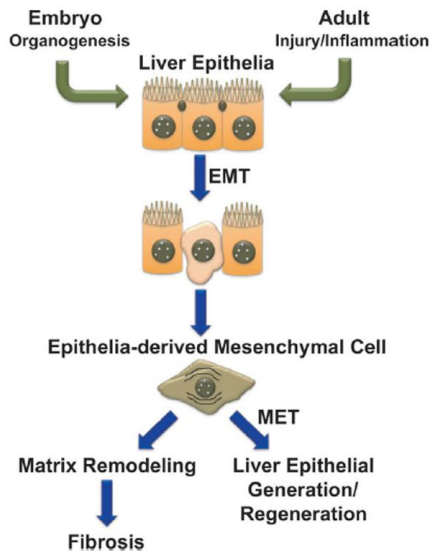 Embryo
Organogenesis
Adult
Injury/Inflammation
Liver Epithelia
EMT
Epithelia-derived Mesenchymal Cell
MET
Matrix Remodeling
Liver Epithelial
Generation/
Regeneration
Fibrosis